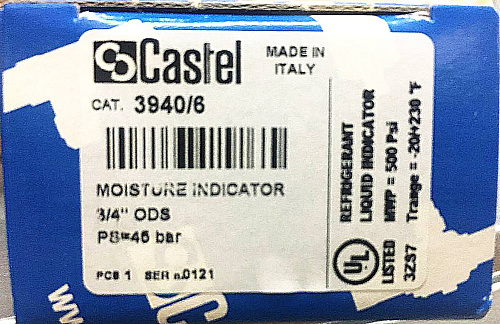 Castel
MADE IN
ITALY
CAT. 3940/6
MOISTURE INDICATOR
3/4" ODS
PS=45 bar
PCS 1 SER n.0121
REFRIGERANT
LIQUID INDICATOR
MWP = 500 Psi
Trange = -20/+230 °F
UL
LISTED
3ZS7